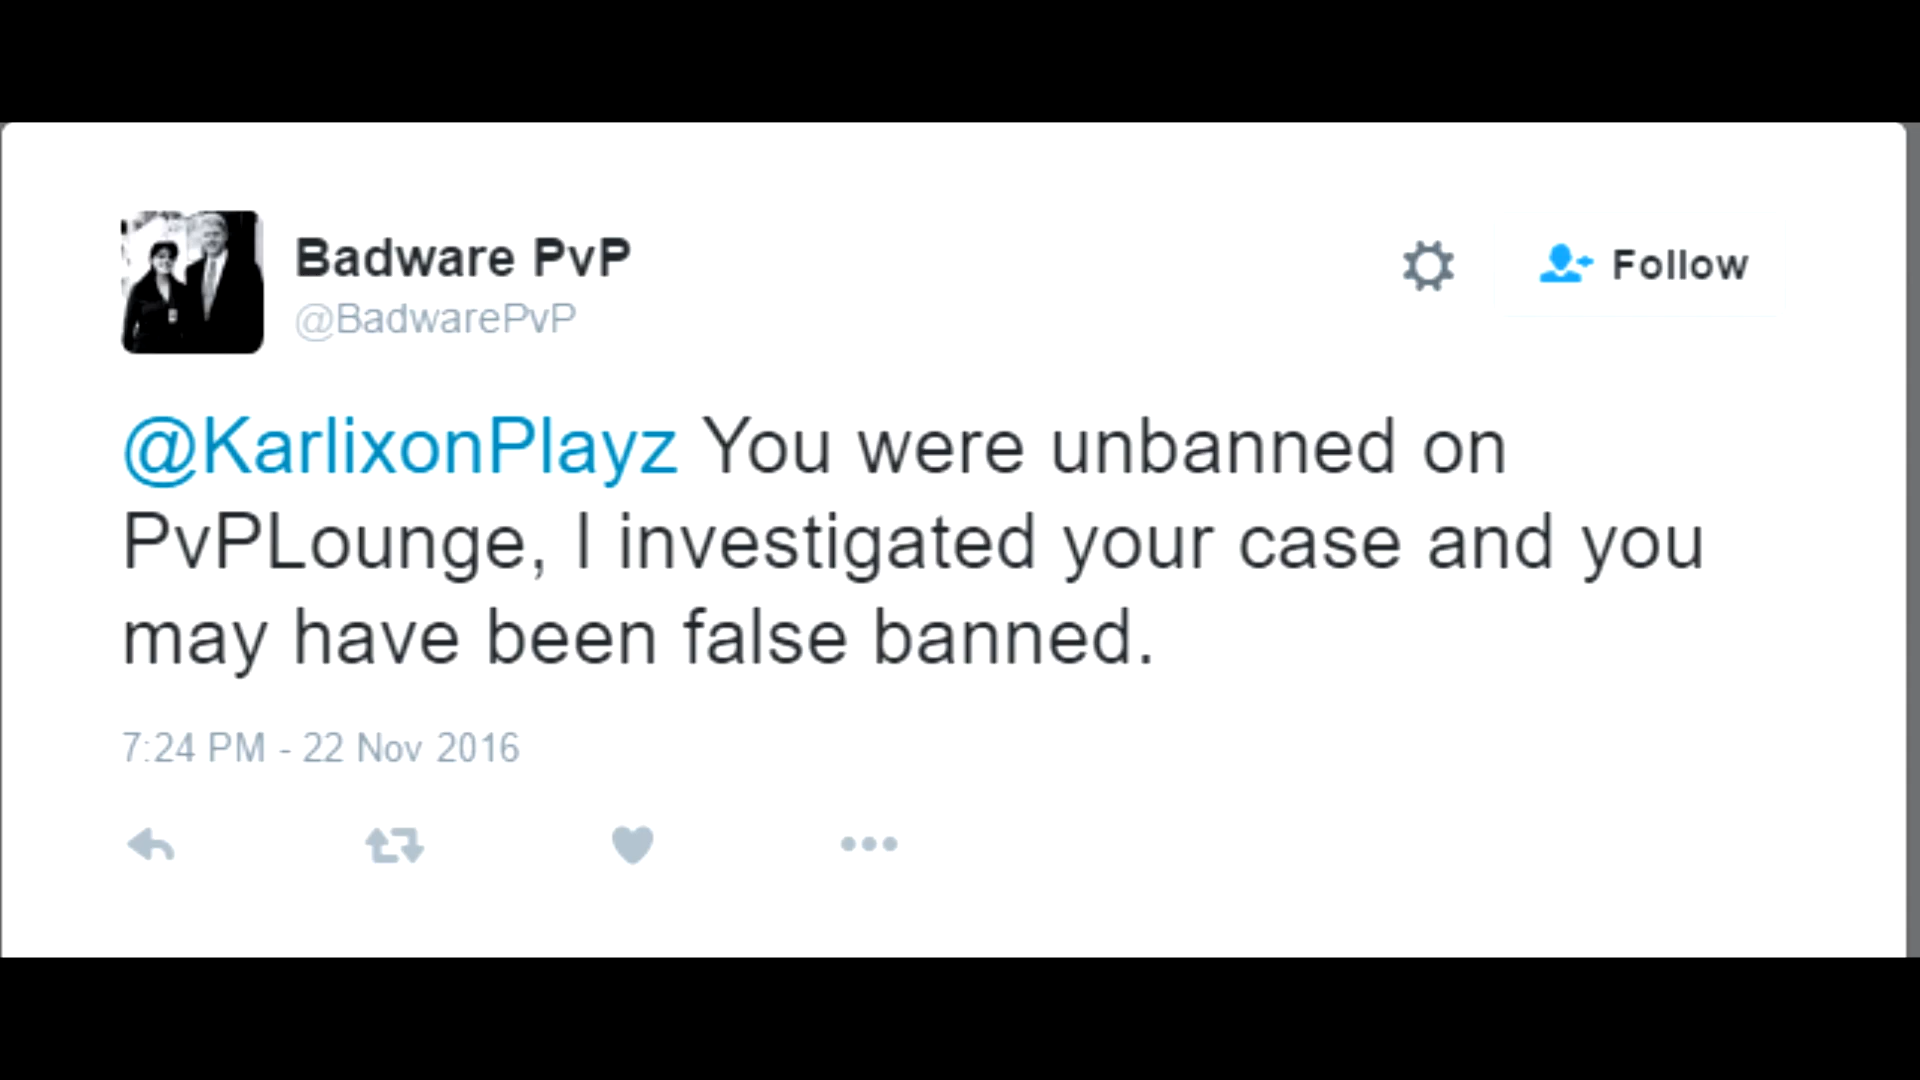 Badware PvP
@BadwarePvP
Follow
@KarlixonPlayz You were unbanned on
PvPLounge, I investigated your case and you
may have been false banned.
7:24 PM - 22 Nov 2016